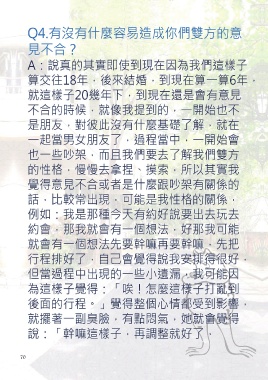 Q4.有沒有什麼容易造成你們雙方的意
見不合？
A：說真的其實即使到現在因為我們這樣子
算交往18年，後來結婚，到現在算一算6年，
就這樣子20幾年下，到現在還是會有意見
不合的時候，就像我提到的，一開始也不
是朋友，對彼此沒有什麼基礎了解，就在
一起當男女朋友了，過程當中，一開始會
也一些吵架，而且我們要去了解我們雙方
的性格，慢慢去拿捏、摸索，所以其實我
覺得意見不合或者是什麼跟吵架有關係的
話，比較常出現，可能是我性格的關係，
例如：我是那種今天有約好說要出去玩去
約會，那我就會有一個想法，好那我可能
就會有一個想法先要幹嘛再要幹嘛，先把
行程排好了，自己會覺得說我安排得很好，
但當過程中出現的一些小遺漏，我可能因
為這樣子覺得：「唉！怎麼這樣子打亂到
後面的行程。」覺得整個心情都受到影響，
就擺著一副臭臉，有點悶氣，她就會覺得
說：「幹嘛這樣子，再調整就好了
70